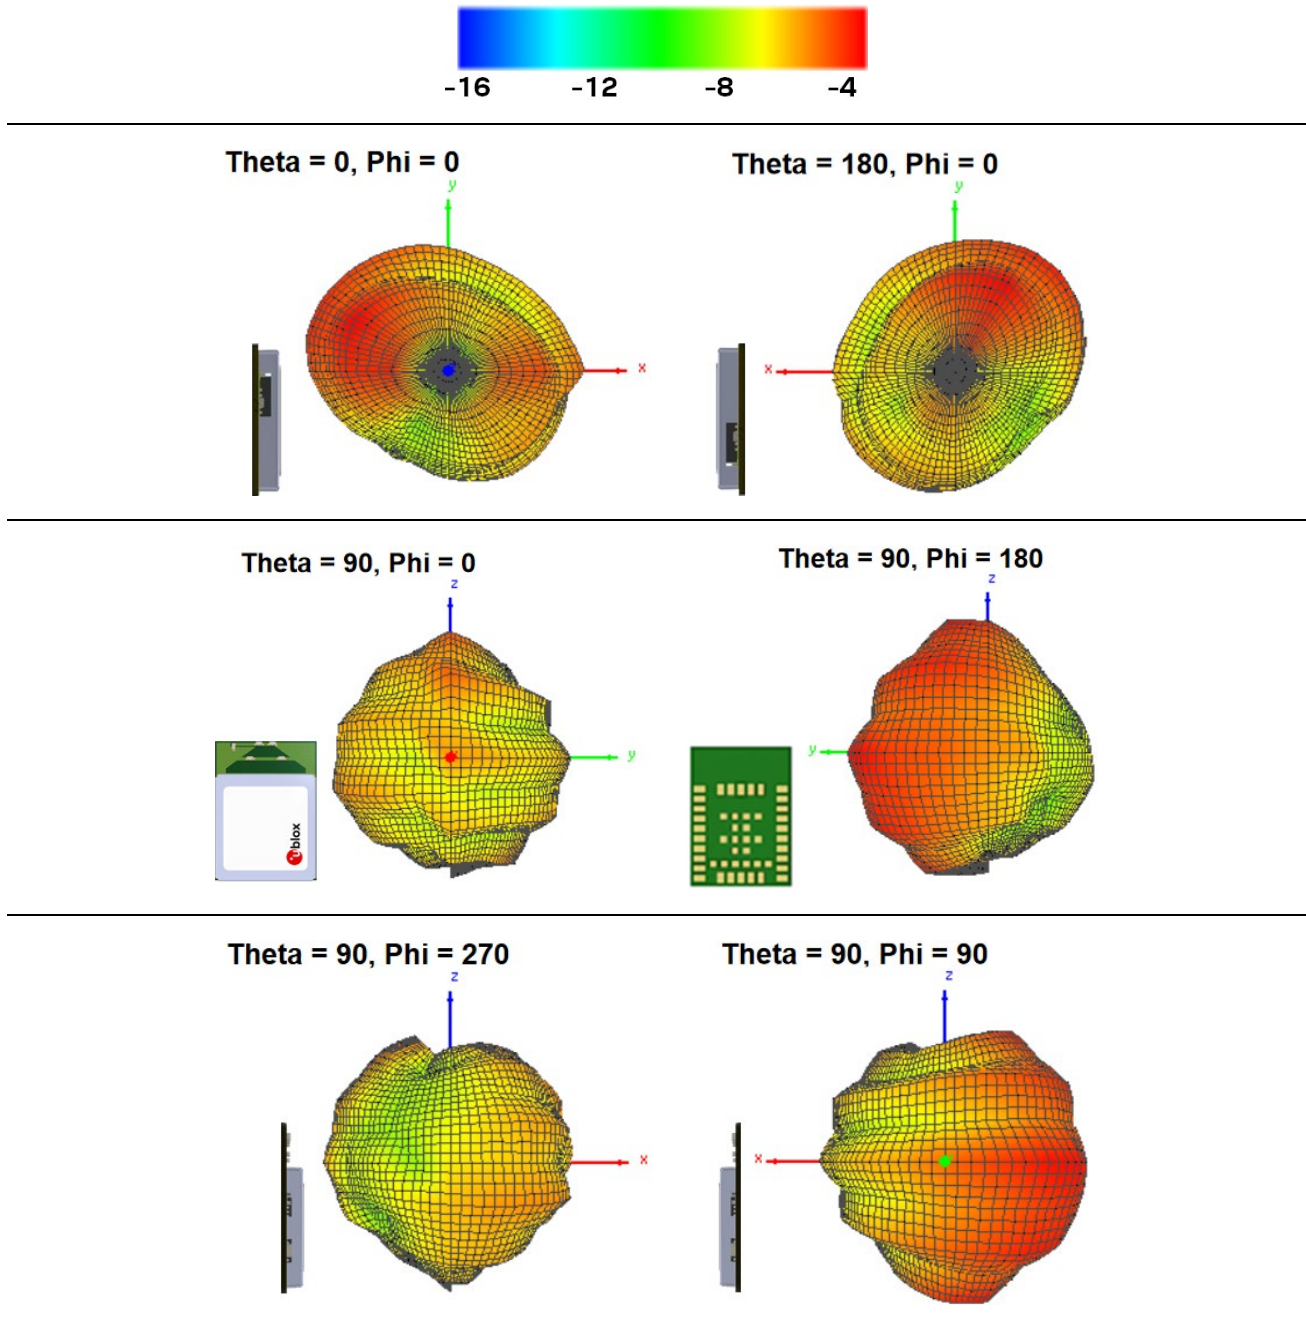 -16 -12 -8 -4
Theta = 0, Phi = 0
Theta = 180, Phi = 0
y
y
x
x
Theta = 90, Phi = 0
Theta = 90, Phi = 180
z
z
y
y
ublox
Theta = 90, Phi = 270
Theta = 90, Phi = 90
z
z
x
x